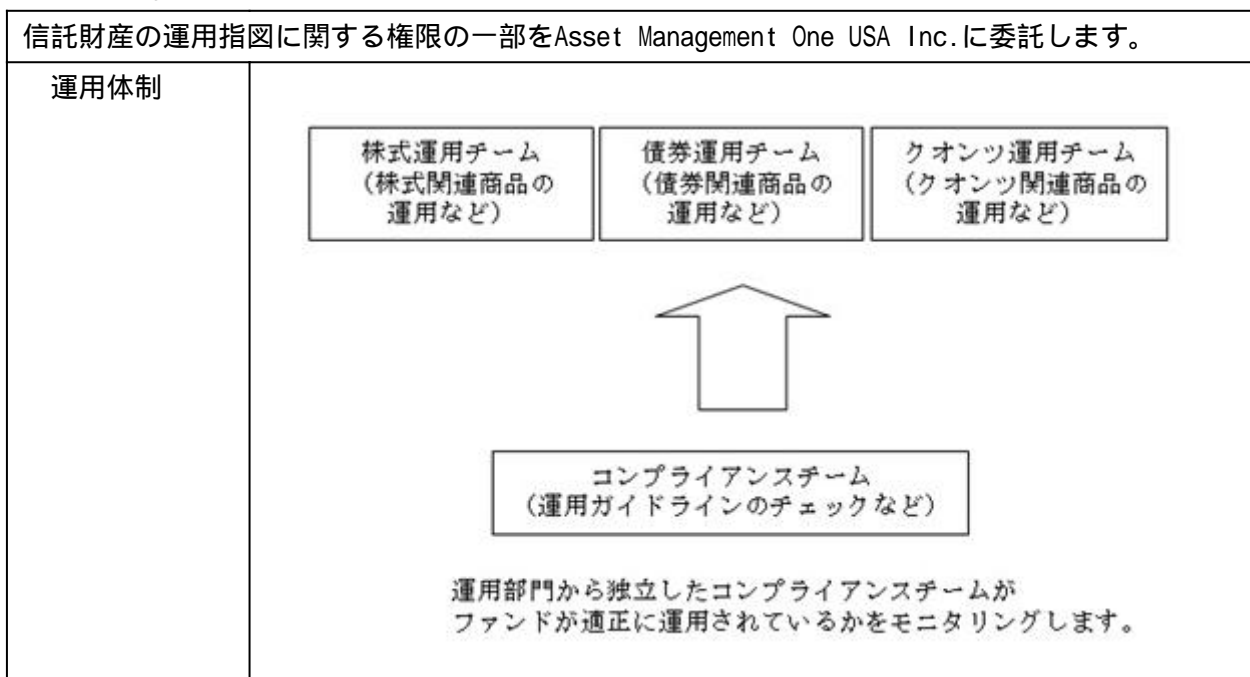 信託財産の運用指図に関する権限の一部をAsset Management One USA Inc.に委託します。
運用体制
株式運用チーム
(株式関連商品の
運用など)
債券運用チーム
(債券関連商品の
運用など)
クオンツ運用チーム
(クオンツ関連商品の
運用など)
コンプライアンスチーム
(運用ガイドラインのチェックなど)
運用部門から独立したコンプライアンスチームが
ファンドが適正に運用されているかをモニタリングします。